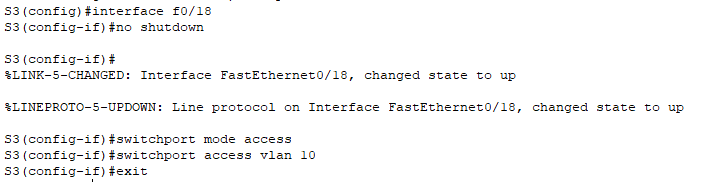 S3(config)#interface f0/18
S3(config-if)#no shutdown
S3(config-if)#
%LINK-5-CHANGED: Interface FastEthernet0/18, changed state to up
%LINEPROTO-5-UPDOWN: Line protocol on Interface FastEthernet0/18, changed state to up
S3(config-if)#switchport mode access
S3(config-if)#switchport access vlan 10
S3(config-if)#exit